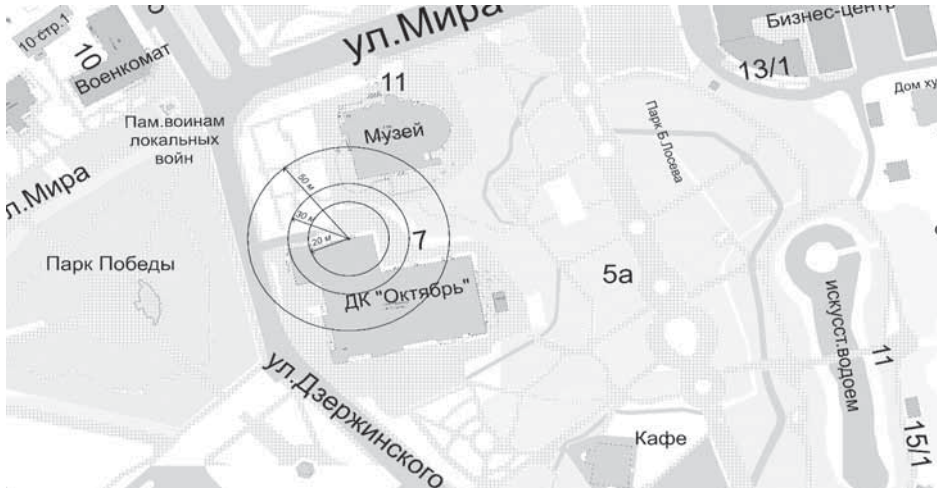 10-стр.1
10
Военкомат
ул.Мира
Бизнес-центр
13/1
11
Музей
Дом ху
Пам.воинам
локальных
войн
Парк Б.Лосева
л.Мира
50 м
30 м
20 м
7
Парк Победы
ДК "Октябрь"
5а
искусст.водоем
11
ул.Дзержинского
Кафе
15/1